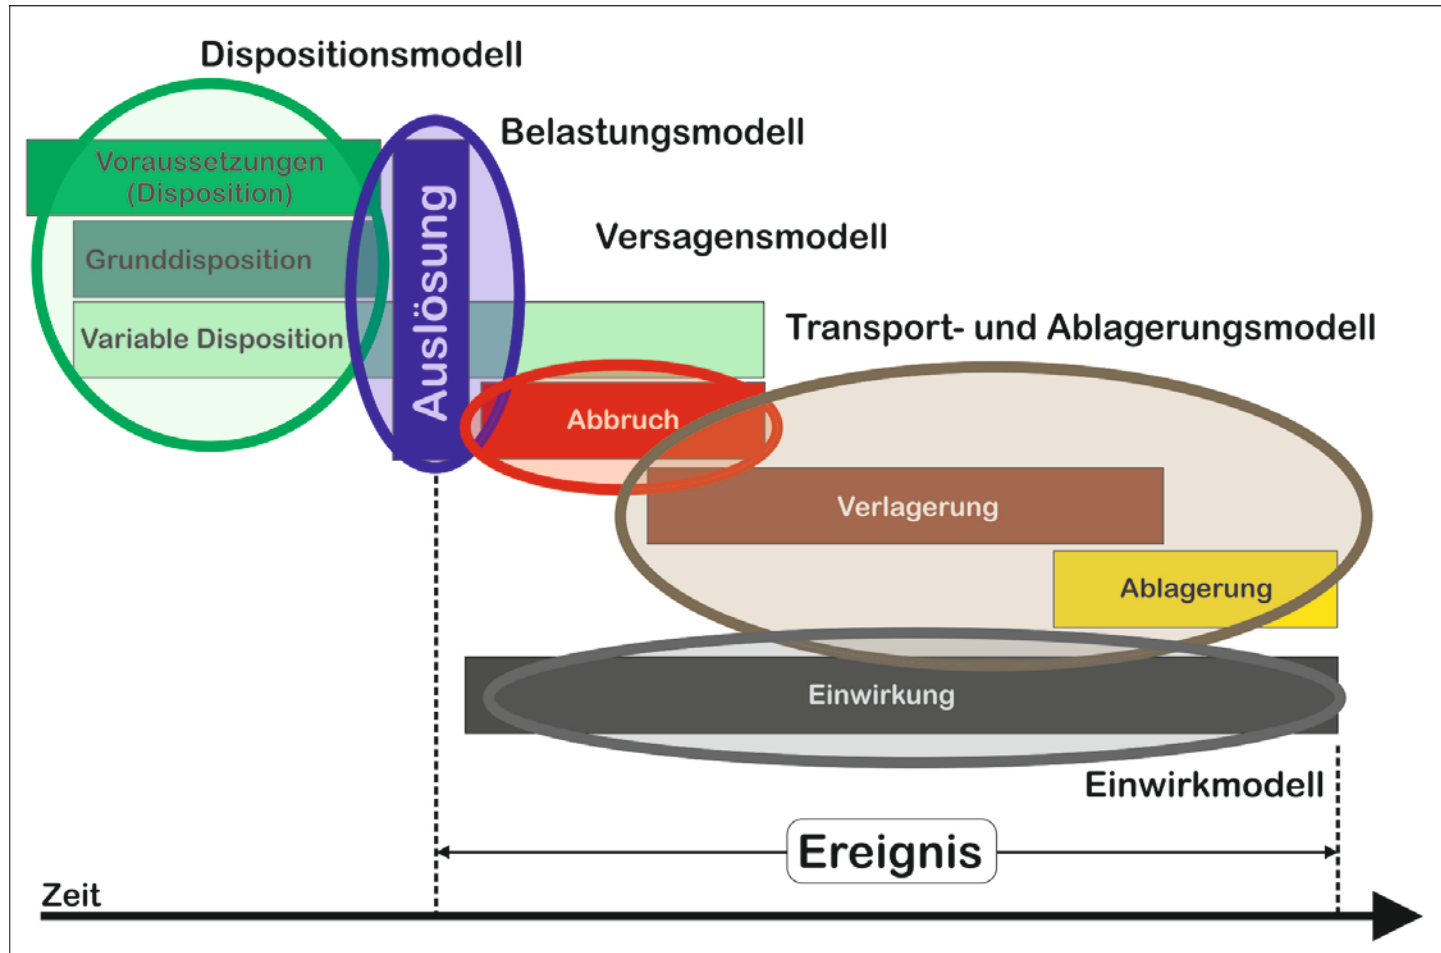 Dispositionsmodell
Belastungsmodell
Voraussetzungen
(Disposition)
Auslösung
Versagensmodell
Grunddisposition
Variable Disposition
Transport- und Ablagerungsmodell
Abbruch
Verlagerung
Ablagerung
Einwirkung
Einwirkmodell
Ereignis
Zeit